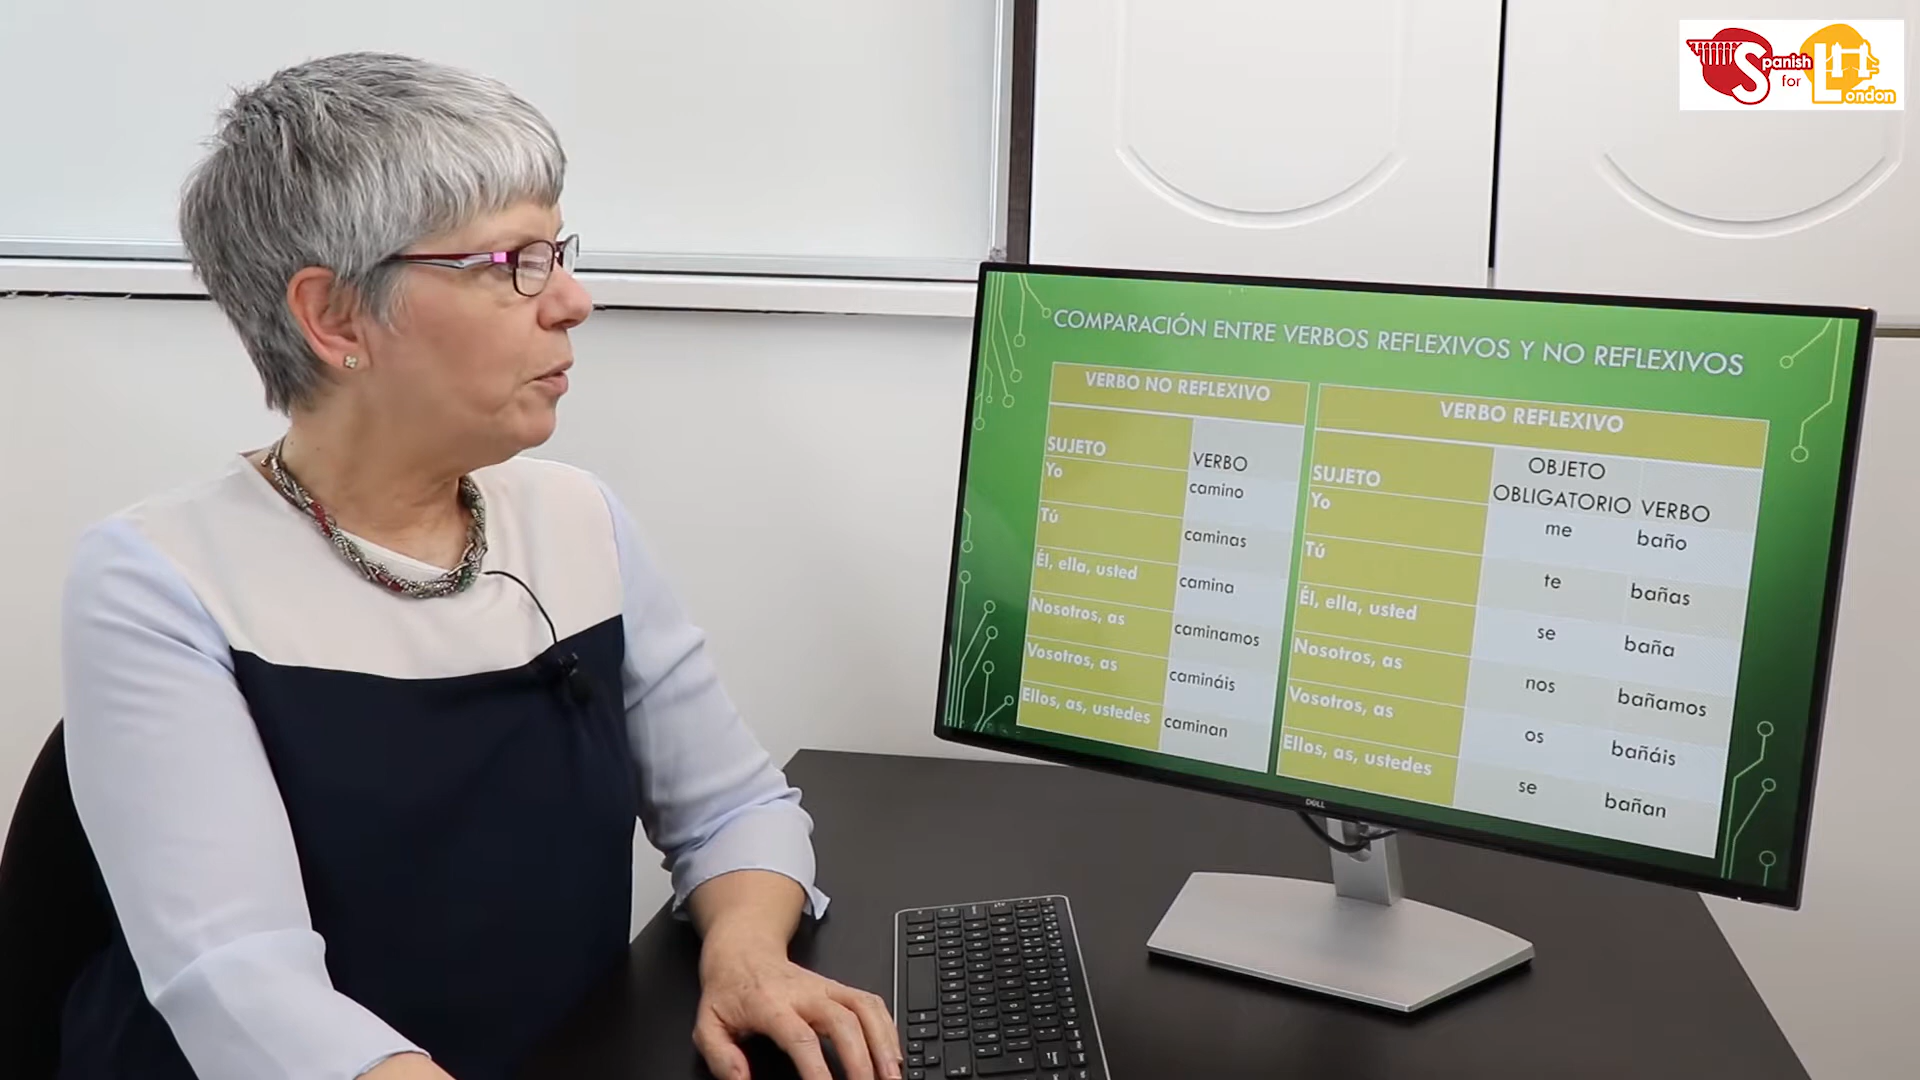 Spanish
for
London
COMPARACIÓN ENTRE VERBOS REFLEXIVOS Y NO REFLEXIVOS
VERBO NO REFLEXIVO
SUJETO VERBO
Yo camino
Tú caminas
Él, ella, usted camina
Nosotros, as caminamos
Vosotros, as camináis
Ellos, as, ustedes caminan
VERBO REFLEXIVO
SUJETO OBJETO OBLIGATORIO VERBO
Yo me baño
Tú te bañas
Él, ella, usted se baña
Nosotros, as nos bañamos
Vosotros, as os bañáis
Ellos, as, ustedes se bañan
DELL